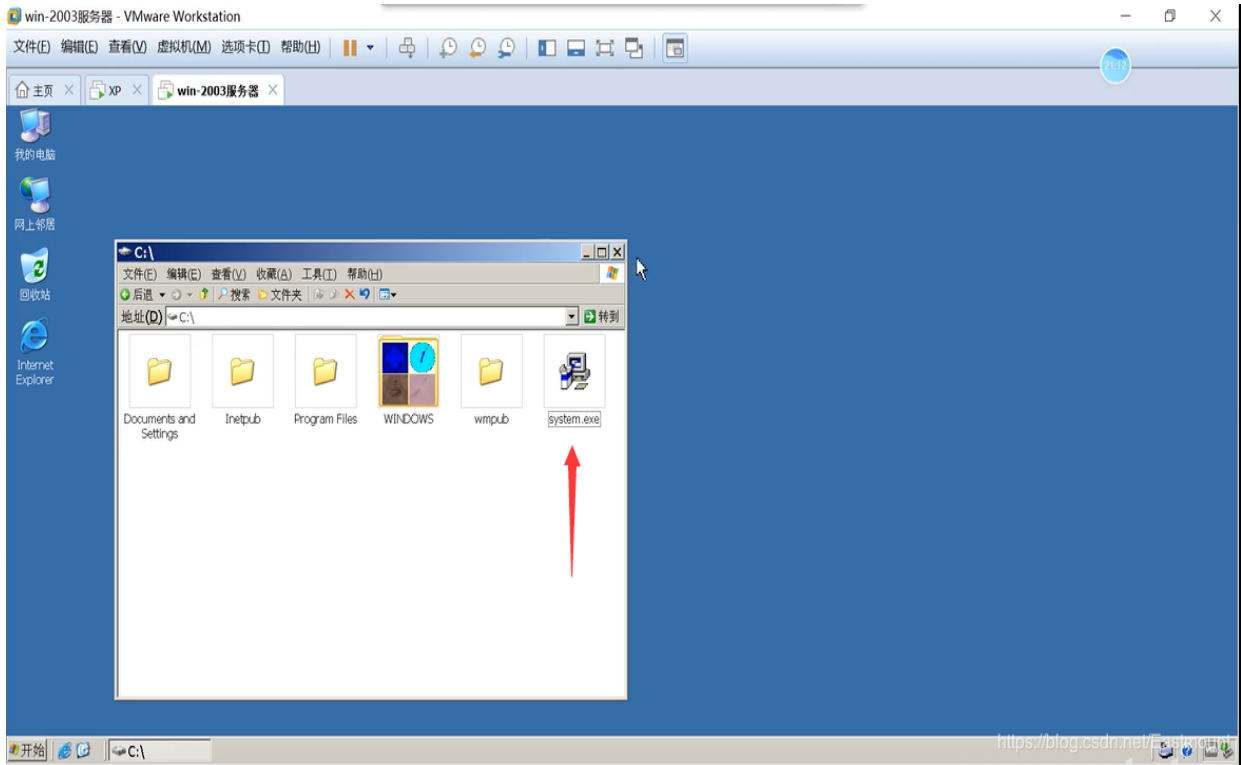 win-2003服务器 - VMware Workstation
文件(F) 编辑(E) 查看(V) 虚拟机(M) 选项卡(T) 帮助(H)
21:12
主页 XP win-2003服务器
我的电脑
网上邻居
回收站
Internet
Explorer
C:\
文件(F) 编辑(E) 查看(V) 收藏(A) 工具(T) 帮助(H)
后退 搜索 文件夹
地址(D) C:\ 转到
Documents and
Settings
Inetpub
Program Files
WINDOWS
wmpub
system.exe
开始 C:\
https://blog.csdn.net/Eastmount